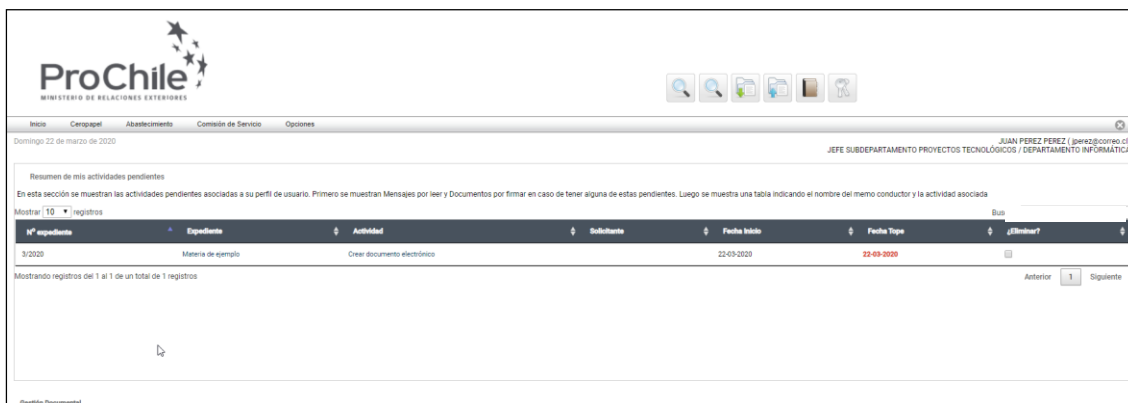 ProChile
MINISTERIO DE RELACIONES EXTERIORES
Inicio Ceropapel Abastecimiento Comisión de Servicio Opciones
Domingo 22 de marzo de 2020
JUAN PEREZ PEREZ ( jperez@correo.cl
JEFE SUBDEPARTAMENTO PROYECTOS TECNOLÓGICOS / DEPARTAMENTO INFORMÁTICA
Resumen de mis actividades pendientes
En esta sección se muestran las actividades pendientes asociadas a su perfil de usuario. Primero se muestran Mensajes por leer y Documentos por firmar en caso de tener alguna de estas pendientes. Luego se muestra una tabla indicando el nombre del memo conductor y la actividad asociada
Mostrar 10 registros
Bus
Nº expediente Expediente Actividad Solicitante Fecha Inicio Fecha Tope ¿Eliminar?
3/2020 Materia de ejemplo Crear documento electrónico 22-03-2020 22-03-2020
Mostrando registros del 1 al 1 de un total de 1 registros
Anterior 1 Siguiente
Gestión Documental